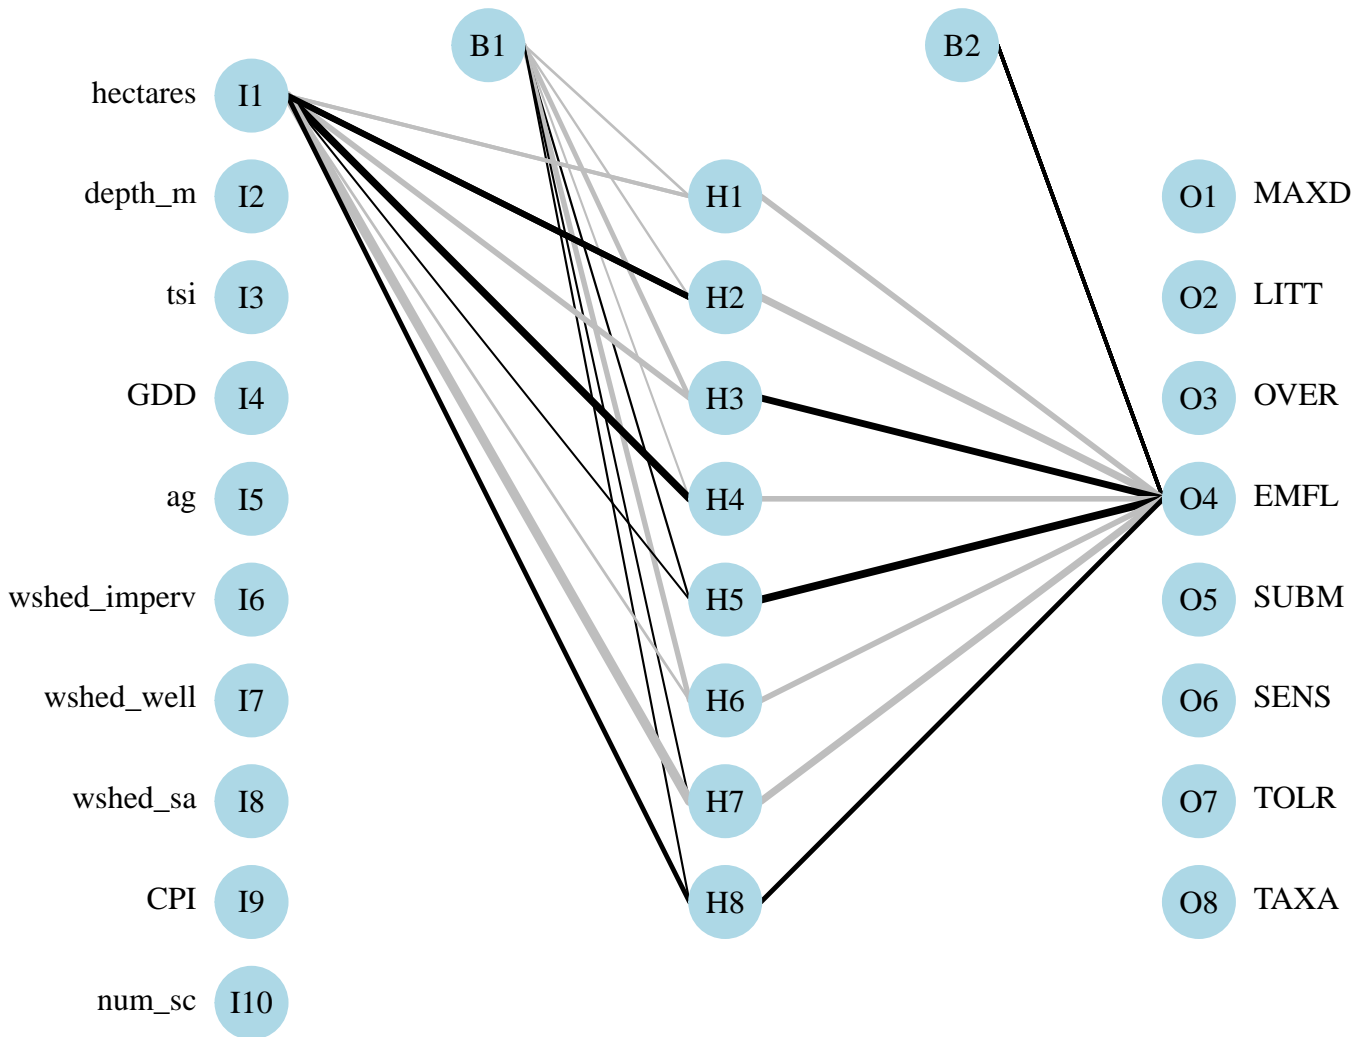 B1 B2
hectares I1
depth_m I2 H1 O1 MAXD
tsi I3 H2 O2 LITT
GDD I4 H3 O3 OVER
ag I5 H4 O4 EMFL
wshed_imperv I6 H5 O5 SUBM
wshed_well I7 H6 O6 SENS
wshed_sa I8 H7 O7 TOLR
CPI I9 H8 O8 TAXA
num_sc I10